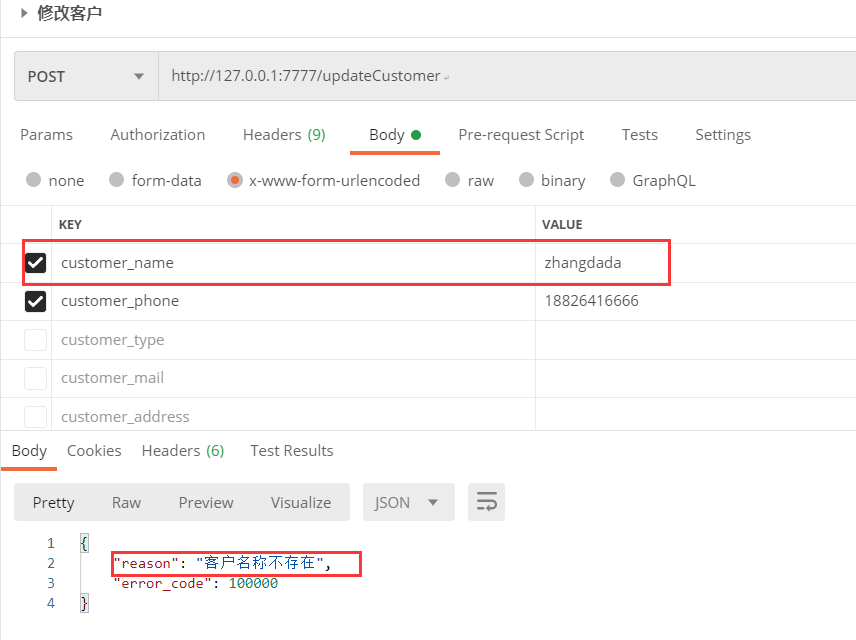 修改客户
POST http://127.0.0.1:7777/updateCustomer
Params Authorization Headers (9) Body Pre-request Script Tests Settings
none form-data x-www-form-urlencoded raw binary GraphQL
KEY VALUE
customer_name zhangdada
customer_phone 18826416666
customer_type
customer_mail
customer_address
Body Cookies Headers (6) Test Results
Pretty Raw Preview Visualize JSON
1 {
2 "reason": "客户名称不存在",
3 "error_code": 100000
4 }